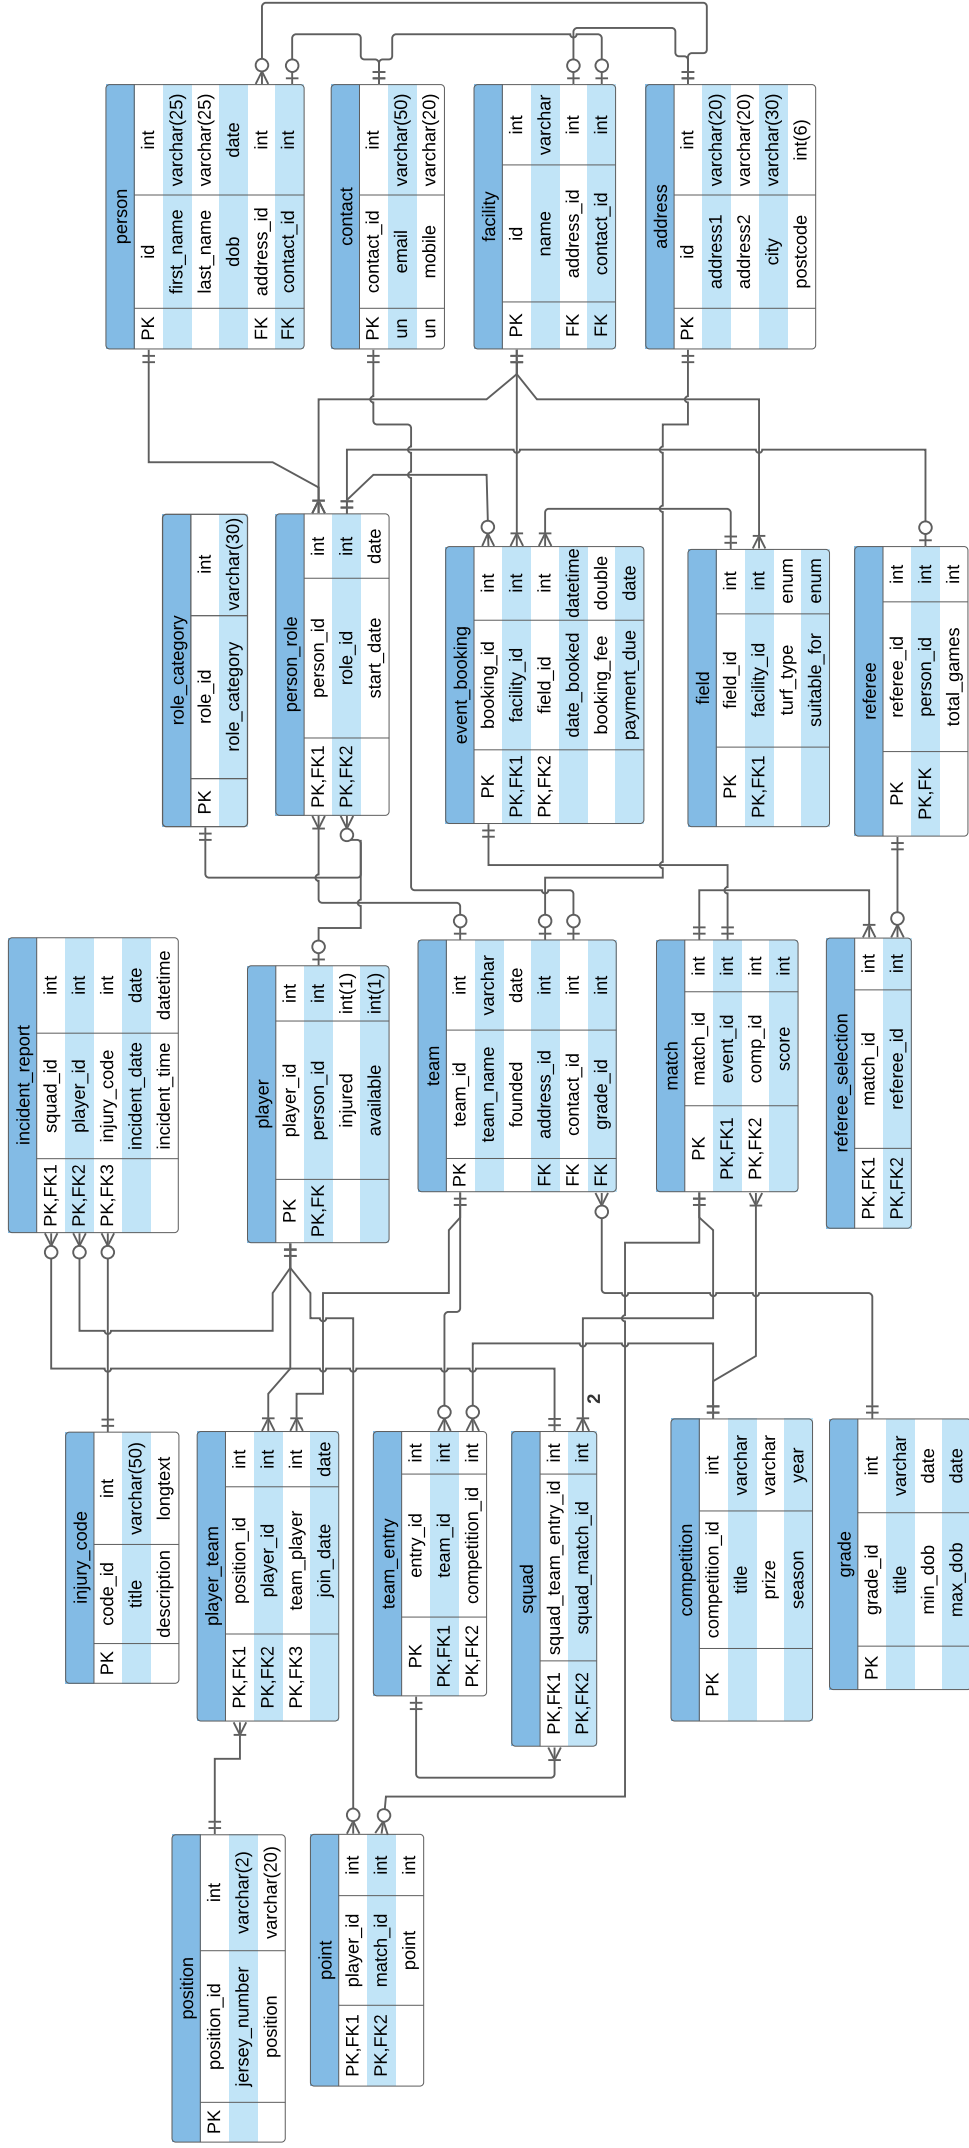 person
PK id int
first_name varchar(25)
last_name varchar(25)
dob date
FK address_id int
FK contact_id int
contact
PK contact_id int
un email varchar(50)
un mobile varchar(20)
facility
PK id int
name varchar
FK address_id int
FK contact_id int
address
PK id int
address1 varchar(20)
address2 varchar(20)
city varchar(30)
postcode int(6)
role_category
PK role_id int
role_category varchar(30)
person_role
PK,FK1 person_id int
PK,FK2 role_id int
start_date date
event_booking
PK booking_id int
PK,FK1 facility_id int
PK,FK2 field_id int
date_booked datetime
booking_fee double
payment_due date
field
PK field_id int
PK,FK1 facility_id int
turf_type enum
suitable_for enum
referee
PK referee_id int
PK,FK person_id int
total_games int
incident_report
PK,FK1 squad_id int
PK,FK2 player_id int
PK,FK3 injury_code int
incident_date date
incident_time datetime
player
PK player_id int
PK,FK person_id int
injured int(1)
available int(1)
team
PK team_id int
team_name varchar
founded date
FK address_id int
FK contact_id int
FK grade_id int
match
PK match_id int
PK,FK1 event_id int
PK,FK2 comp_id int
score int
referee_selection
PK,FK1 match_id int
PK,FK2 referee_id int
injury_code
PK code_id int
title varchar(50)
description longtext
player_team
PK,FK1 position_id int
PK,FK2 player_id int
PK,FK3 team_player int
join_date date
team_entry
PK entry_id int
PK,FK1 team_id int
PK,FK2 competition_id int
2
squad
PK,FK1 squad_team_entry_id int
PK,FK2 squad_match_id int
competition
PK competition_id int
title varchar
prize varchar
season year
grade
PK grade_id int
title varchar
min_dob date
max_dob date
position
PK position_id int
jersey_number varchar(2)
position varchar(20)
point
PK,FK1 player_id int
PK,FK2 match_id int
point int